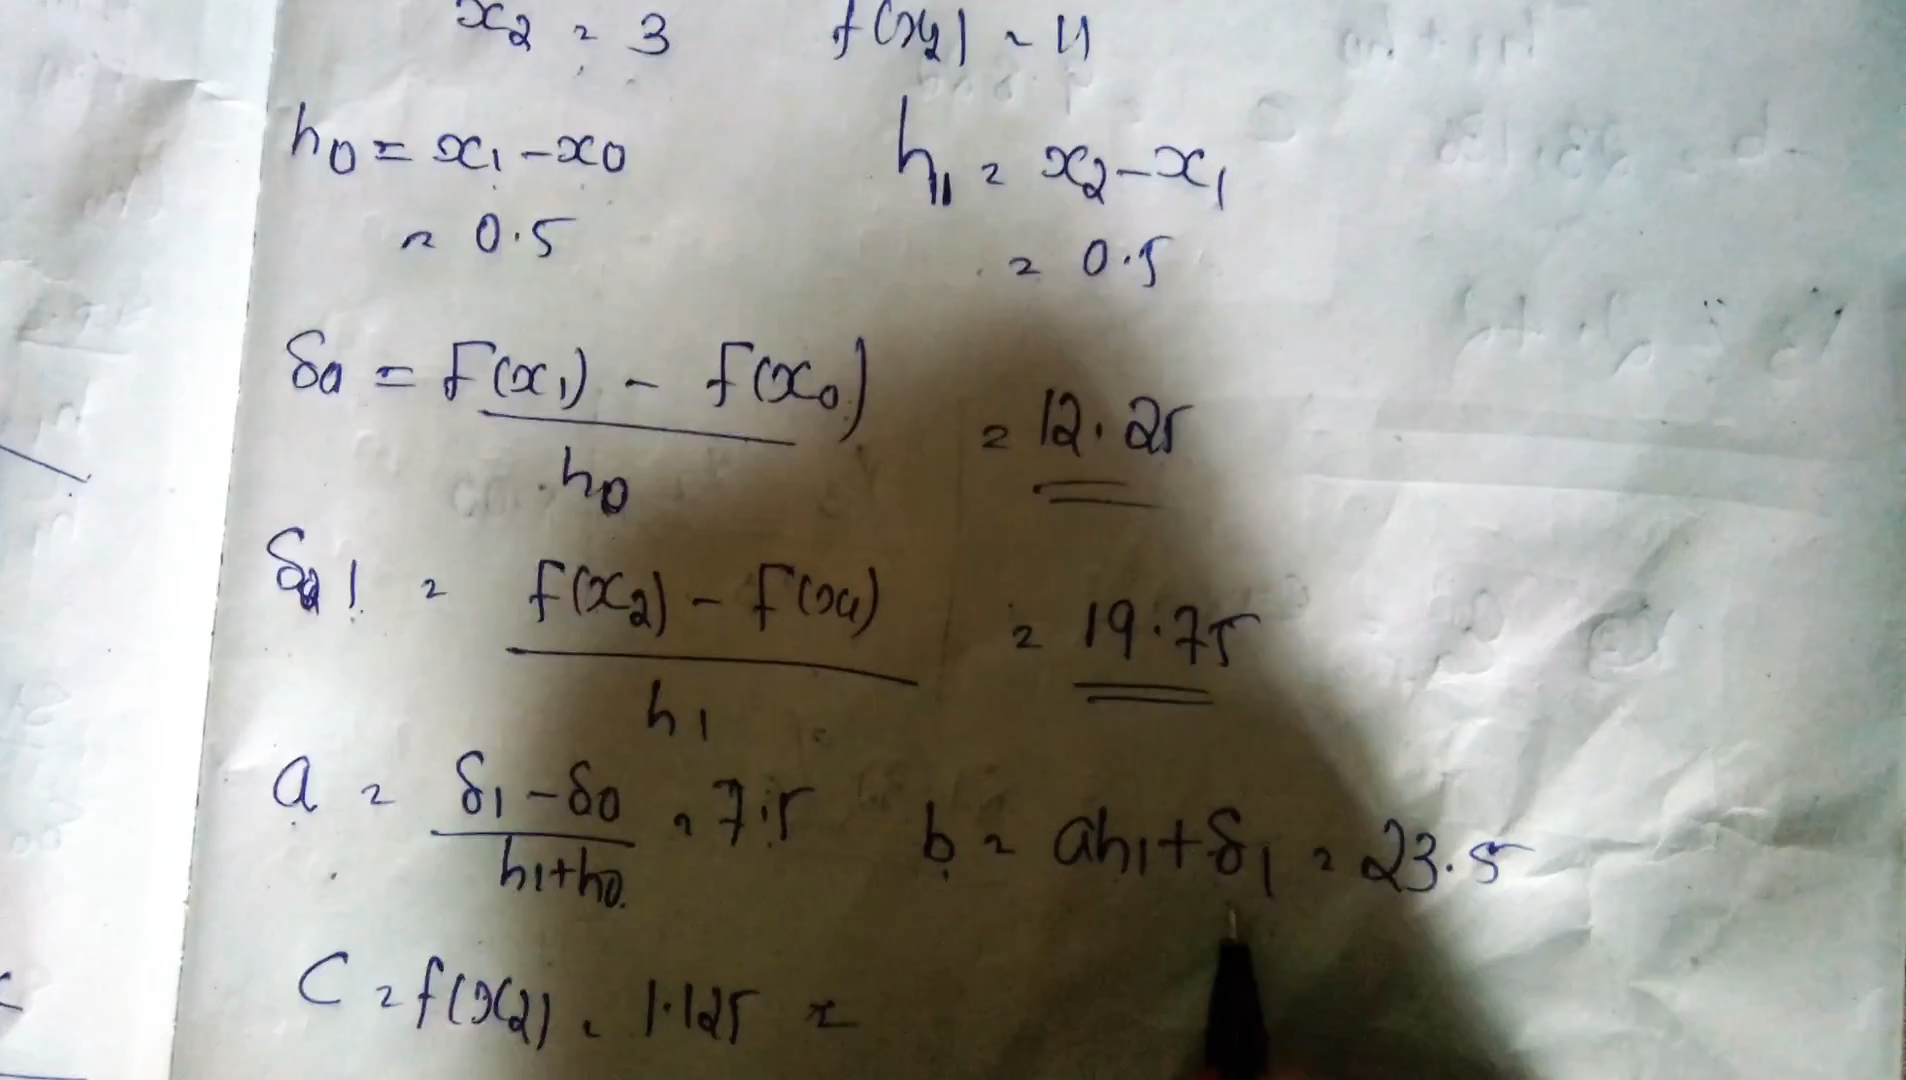 x2 = 3 f(x2) = 11
h0 = x1 - x0 h1 = x2 - x1
= 0.5 = 0.5
δ0 = f(x1) - f(x0) / h0 = 12.25
δ1 = f(x2) - f(x1) / h1 = 19.75
a = δ1 - δ0 / h1 + h0 = 7.5 b = ah1 + δ1 = 23.5
C = f(x2) = 1.125